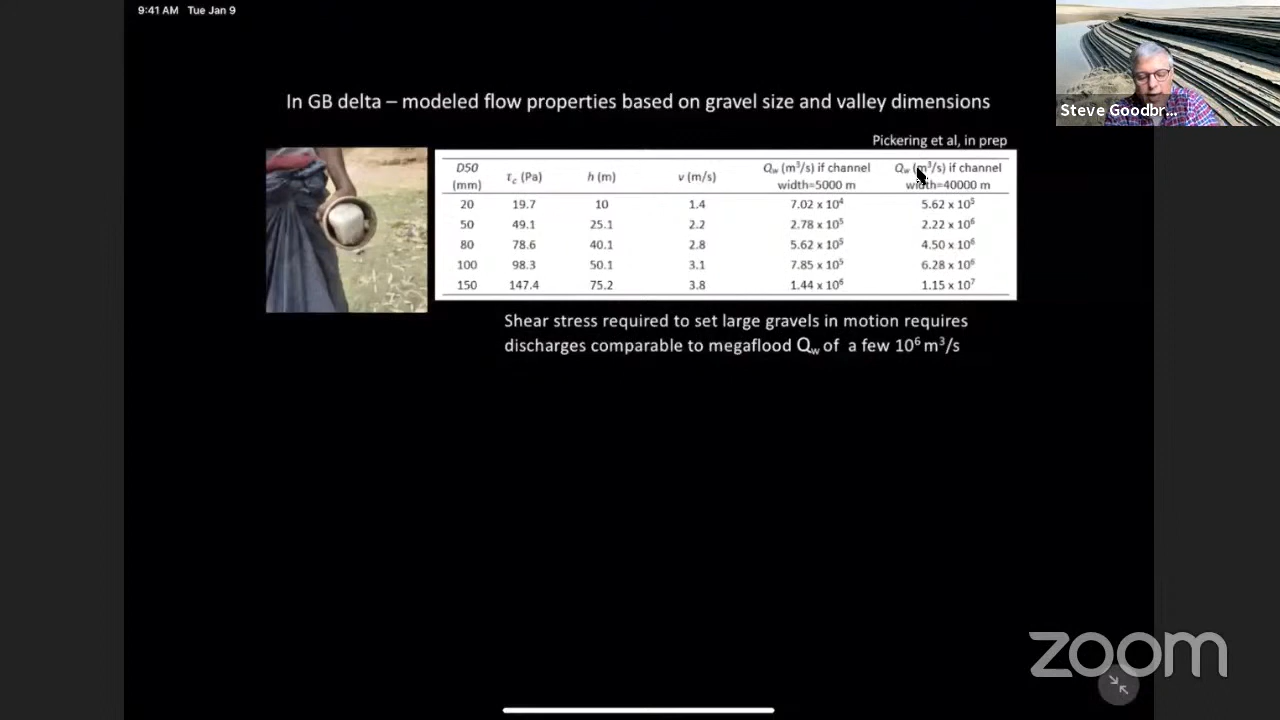 9:41 AM Tue Jan 9
In GB delta – modeled flow properties based on gravel size and valley dimensions
Steve Goodbr...
Pickering et al, in prep
D50 (mm) τc (Pa) h (m) v (m/s) Qw (m³/s) if channel width=5000 m Qw (m³/s) if channel width=40000 m
20 19.7 10 1.4 7.02 x 10⁴ 5.62 x 10⁵
50 49.1 25.1 2.2 2.78 x 10⁵ 2.22 x 10⁶
80 78.6 40.1 2.8 5.62 x 10⁵ 4.50 x 10⁶
100 98.3 50.1 3.1 7.85 x 10⁵ 6.28 x 10⁶
150 147.4 75.2 3.8 1.44 x 10⁶ 1.15 x 10⁷
Shear stress required to set large gravels in motion requires
discharges comparable to megaflood Qw of a few 10⁶ m³/s
zoom